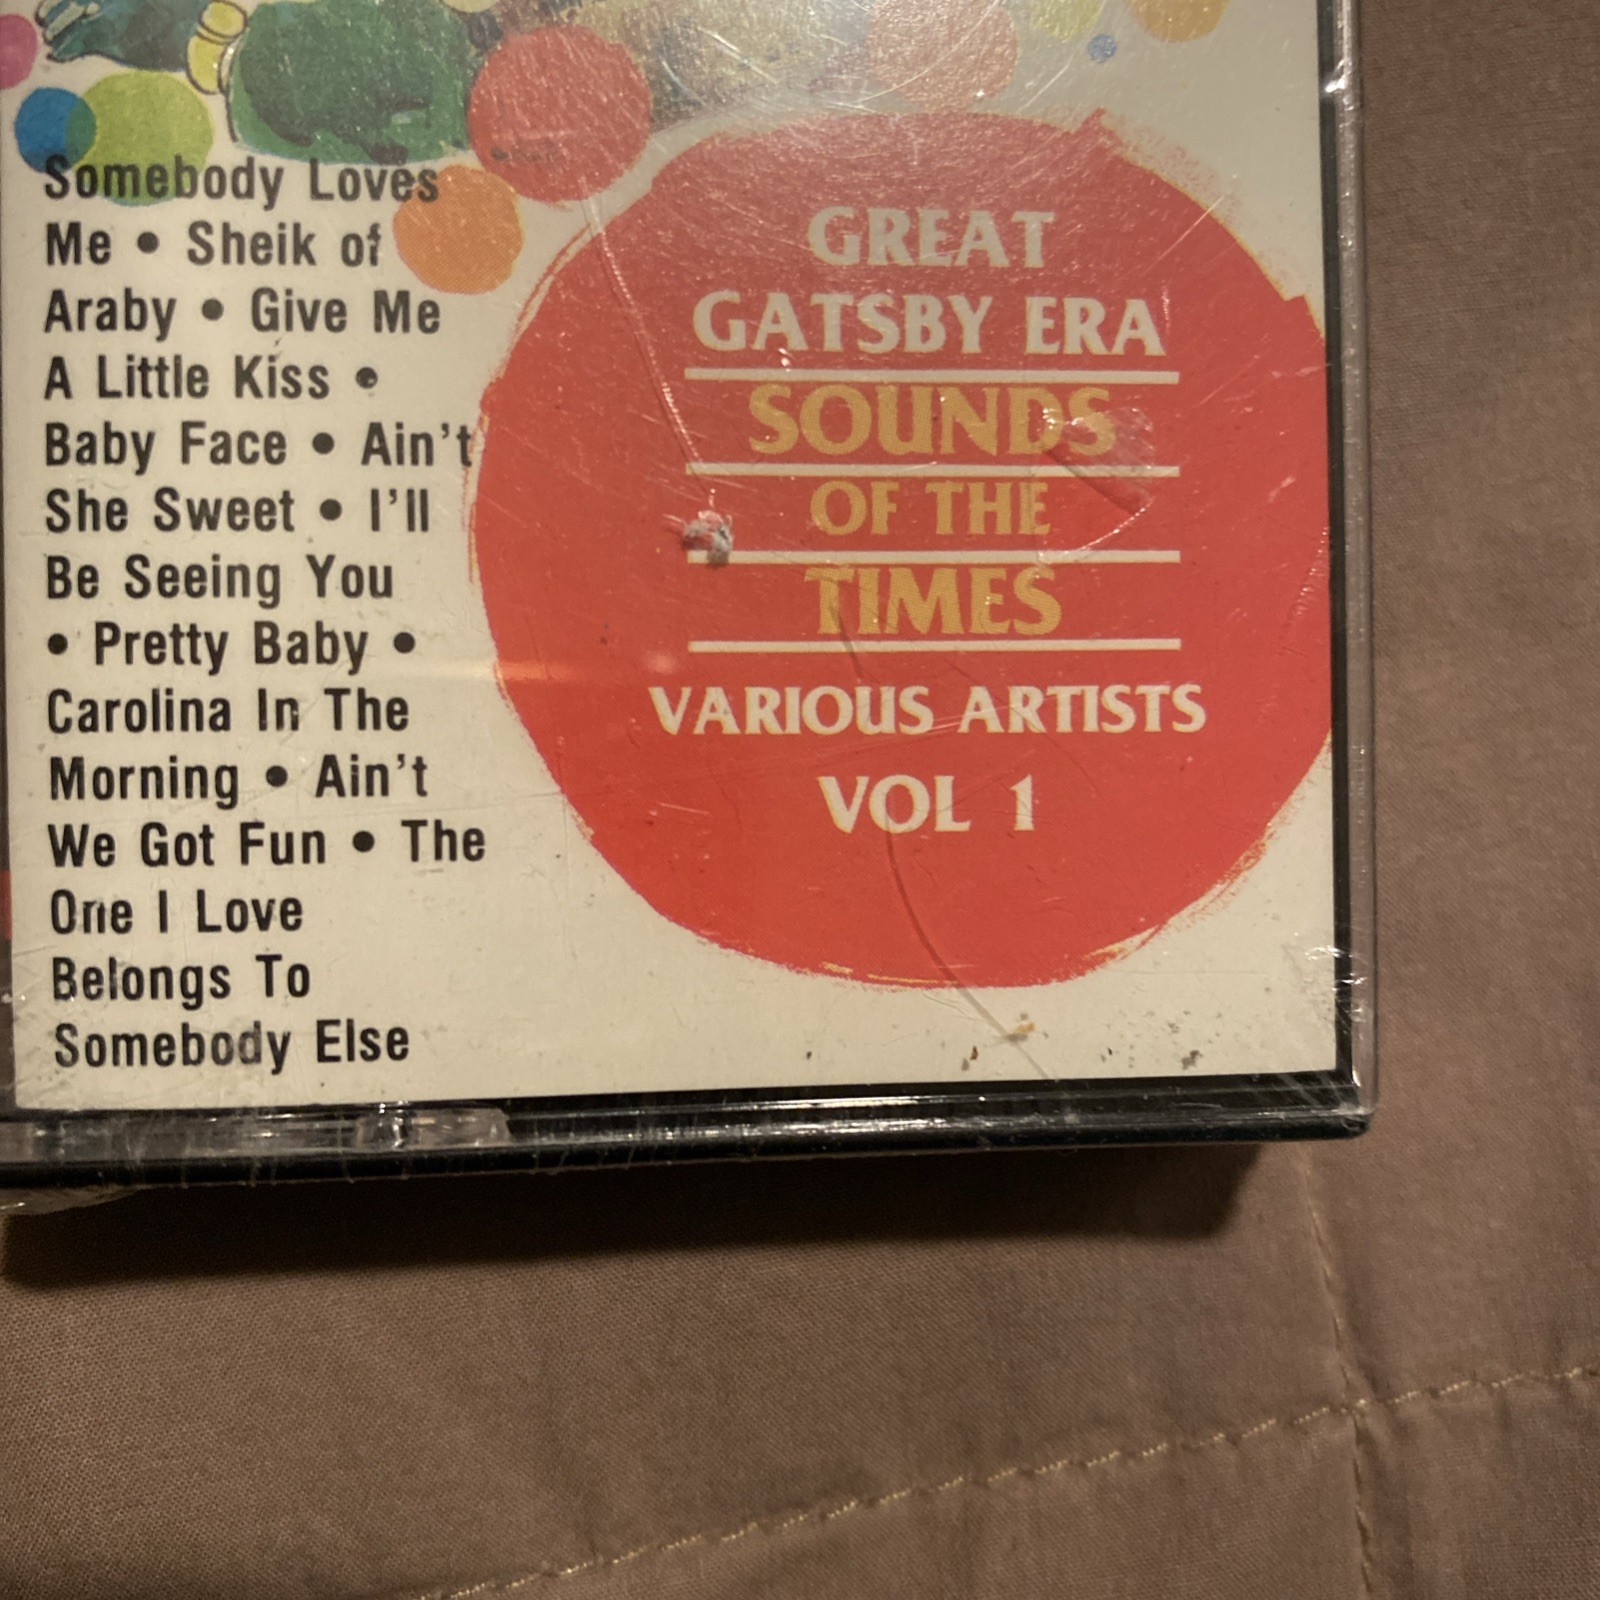 Somebody Loves
Me • Sheik of
Araby • Give Me
A Little Kiss •
Baby Face • Ain't
She Sweet • I'll
Be Seeing You
• Pretty Baby •
Carolina In The
Morning • Ain't
We Got Fun • The
One I Love
Belongs To
Somebody Else
GREAT
GATSBY ERA
SOUNDS
OF THE
TIMES
VARIOUS ARTISTS
VOL 1